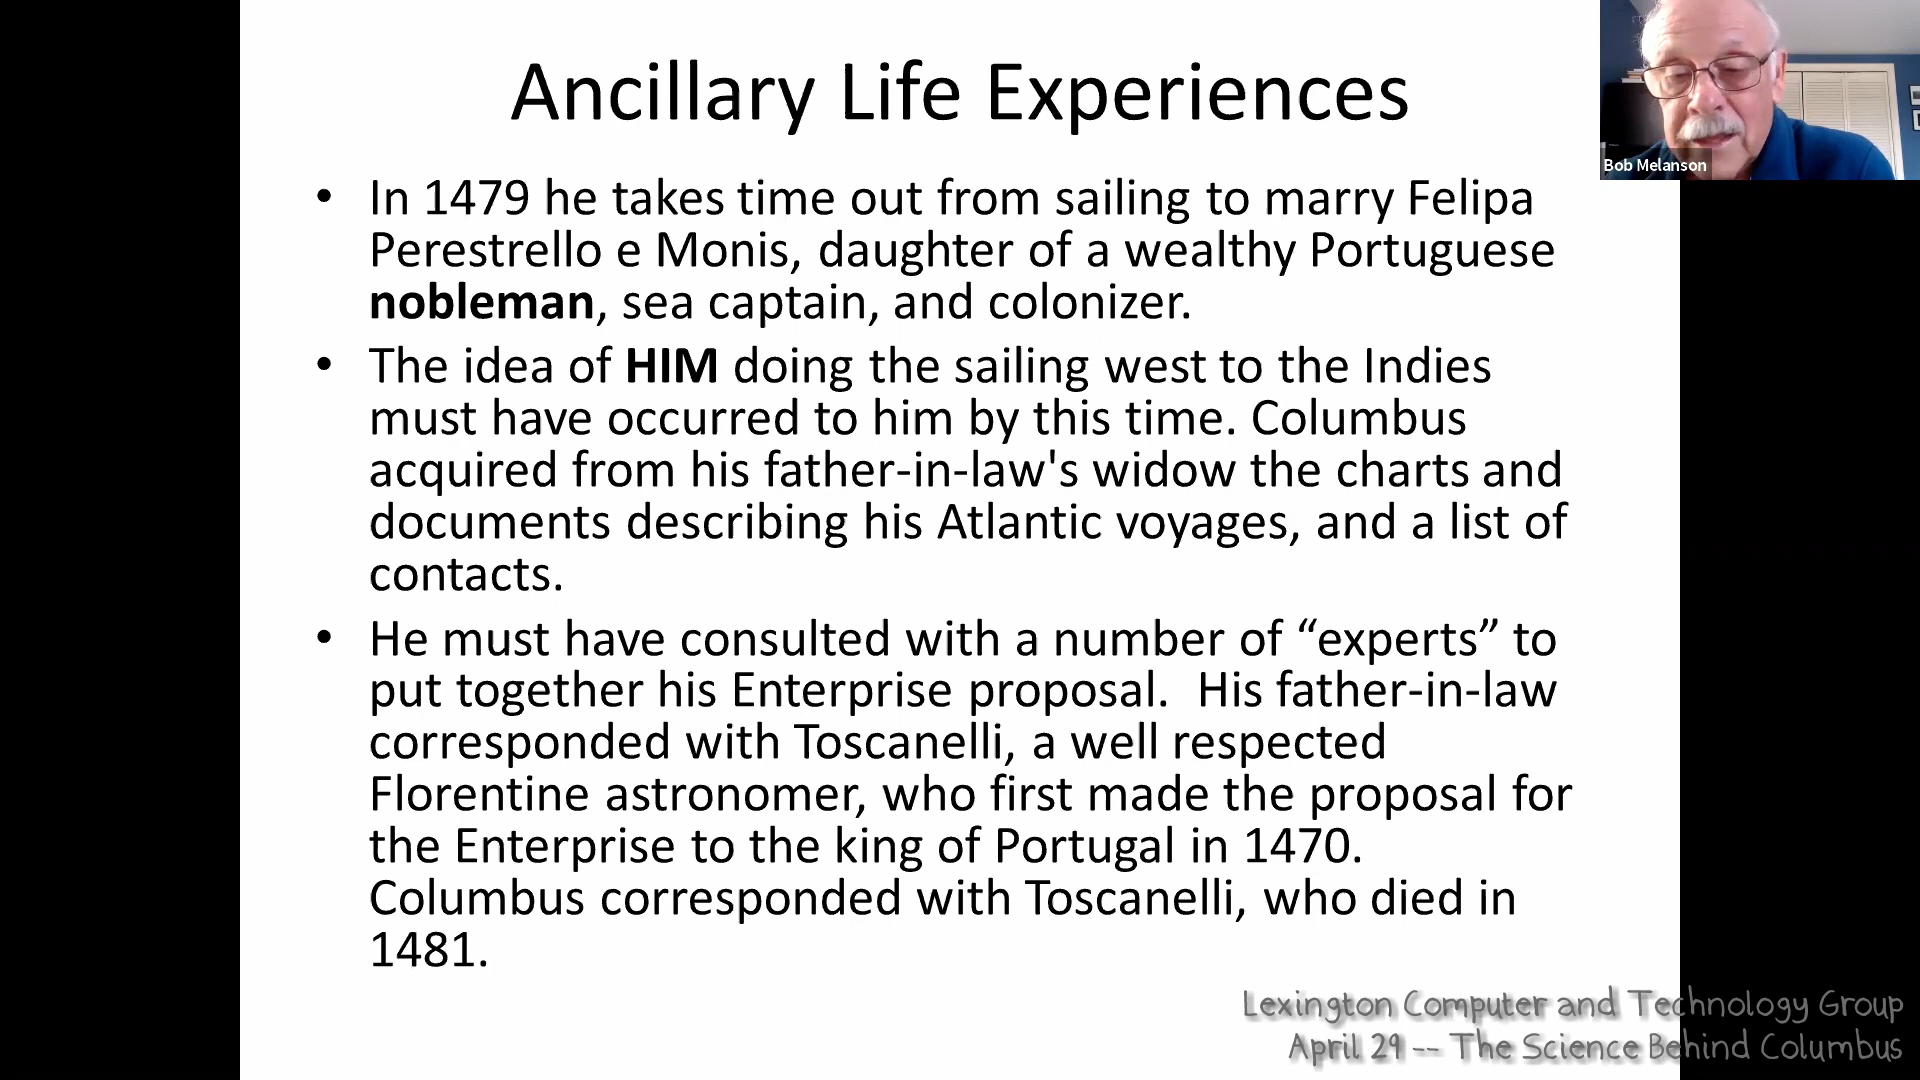 Ancillary Life Experiences
Bob Melanson
• In 1479 he takes time out from sailing to marry Felipa
Perestrello e Monis, daughter of a wealthy Portuguese
nobleman, sea captain, and colonizer.
• The idea of HIM doing the sailing west to the Indies
must have occurred to him by this time. Columbus
acquired from his father-in-law's widow the charts and
documents describing his Atlantic voyages, and a list of
contacts.
• He must have consulted with a number of “experts” to
put together his Enterprise proposal.  His father-in-law
corresponded with Toscanelli, a well respected
Florentine astronomer, who first made the proposal for
the Enterprise to the king of Portugal in 1470.
Columbus corresponded with Toscanelli, who died in
1481.
Lexington Computer and Technology Group
April 29 -- The Science Behind Columbus